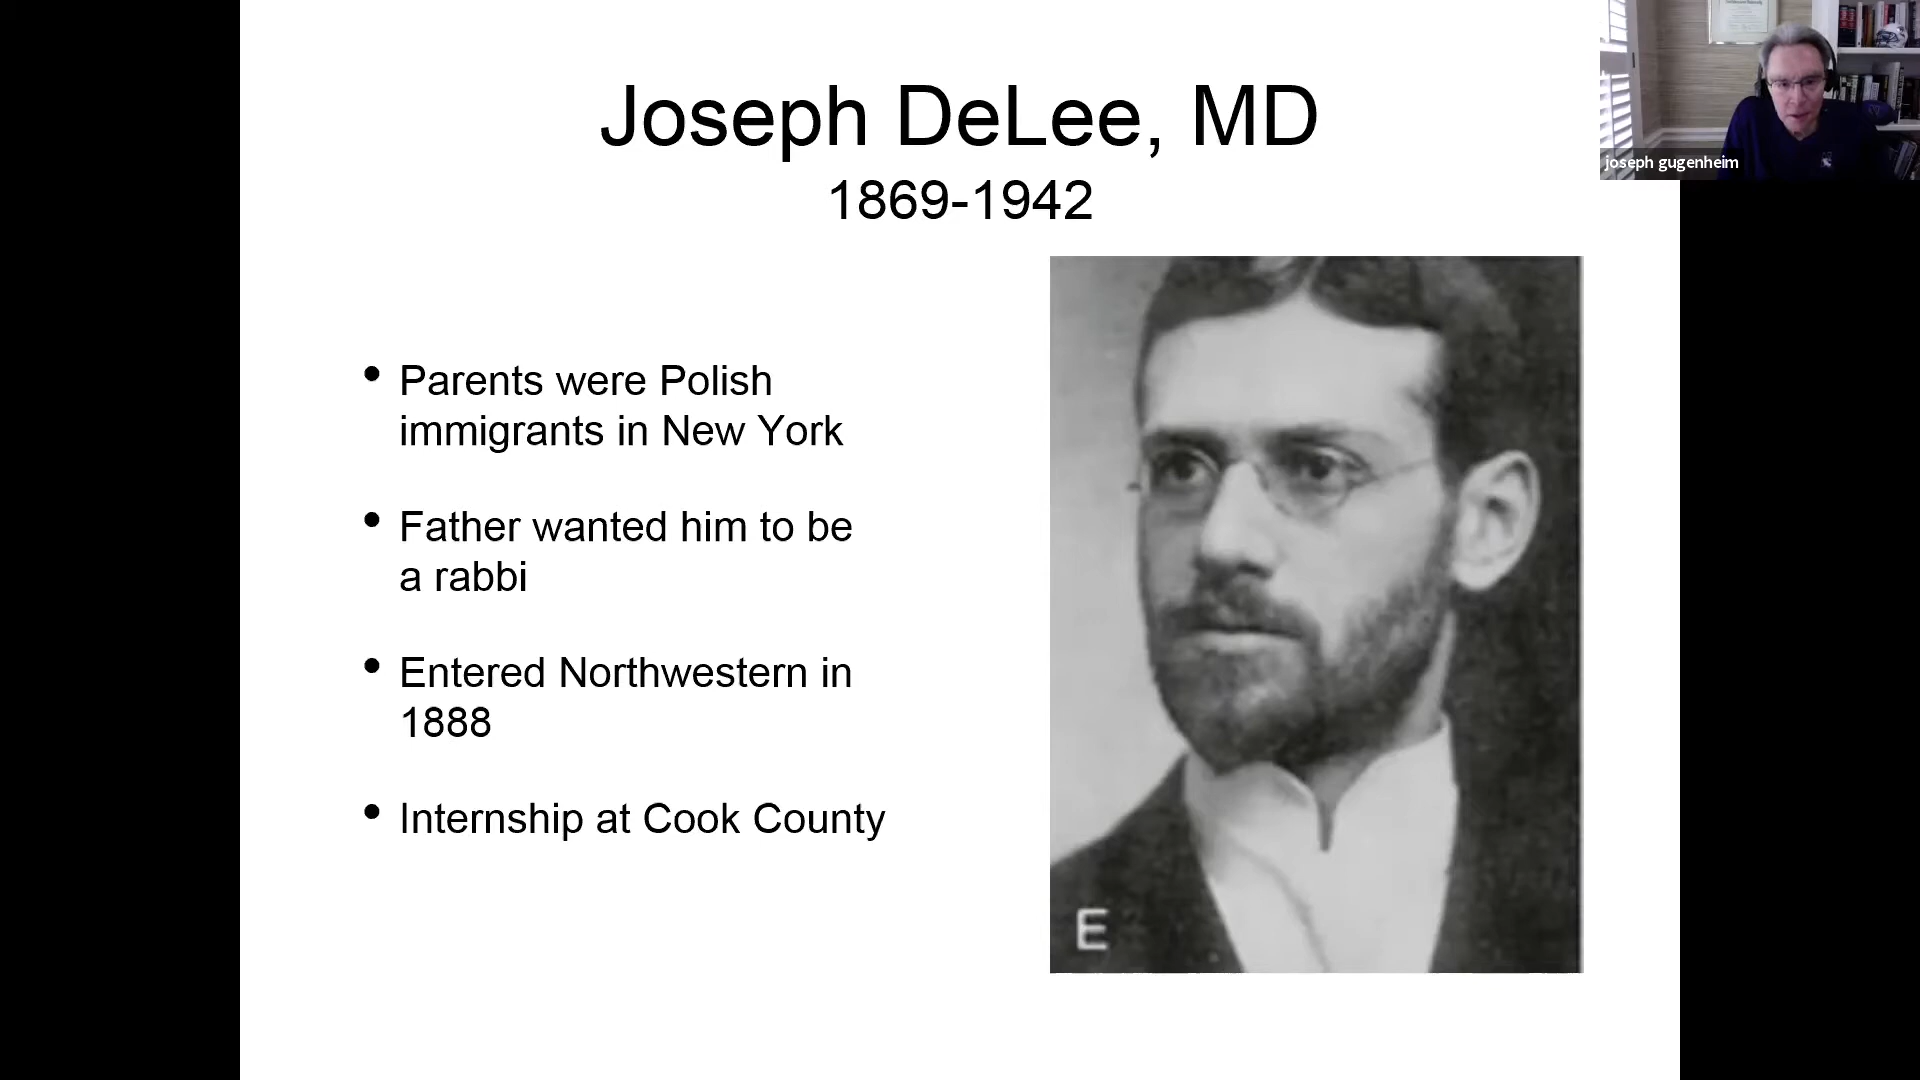 Joseph DeLee, MD
1869-1942
joseph gugenheim
• Parents were Polish
immigrants in New York
• Father wanted him to be
a rabbi
• Entered Northwestern in
1888
• Internship at Cook County
E